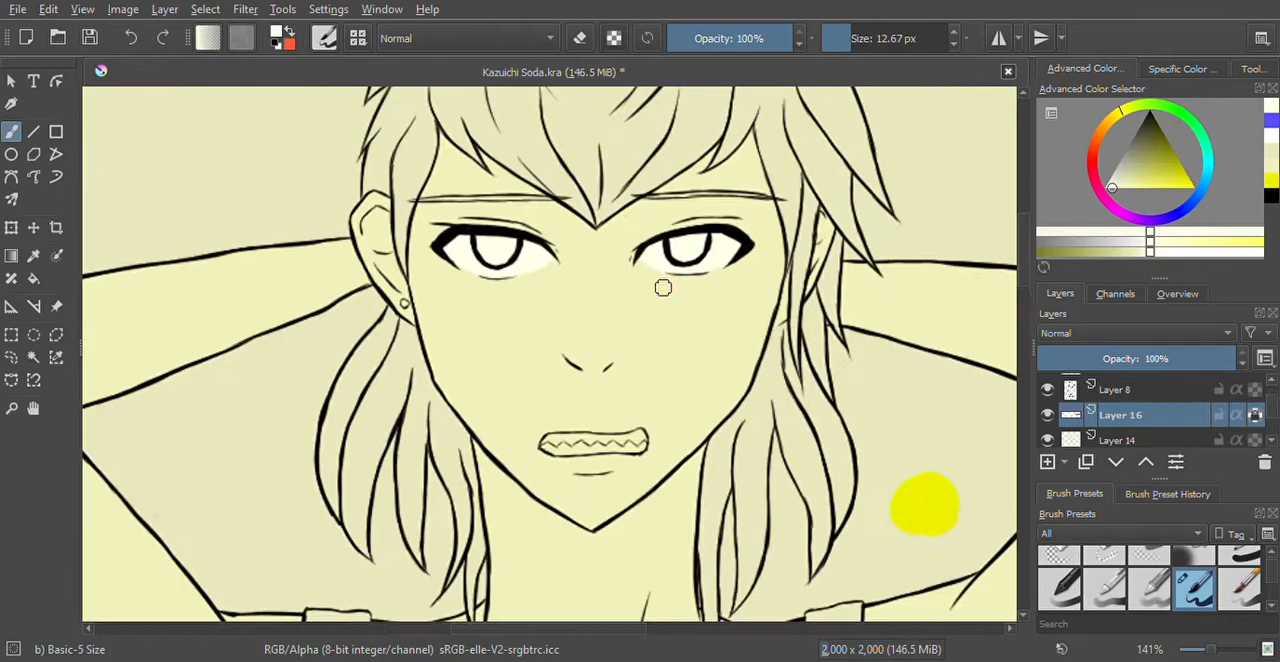 File Edit View Image Layer Select Filter Tools Settings Window Help
Normal Opacity: 100% Size: 12.67 px
Kazuichi Soda.kra (146.5 MiB) *
Advanced Color... Specific Color ... Tool...
Advanced Color Selector
Layers Channels Overview
Layers
Normal
Opacity: 100%
Layer 8
Layer 16
Layer 14
Brush Presets Brush Preset History
Brush Presets
All Tag
Search
b) Basic-5 Size RGB/Alpha (8-bit integer/channel) sRGB-elle-V2-srgbtrc.icc 2,000 x 2,000 (146.5 MiB) 141%